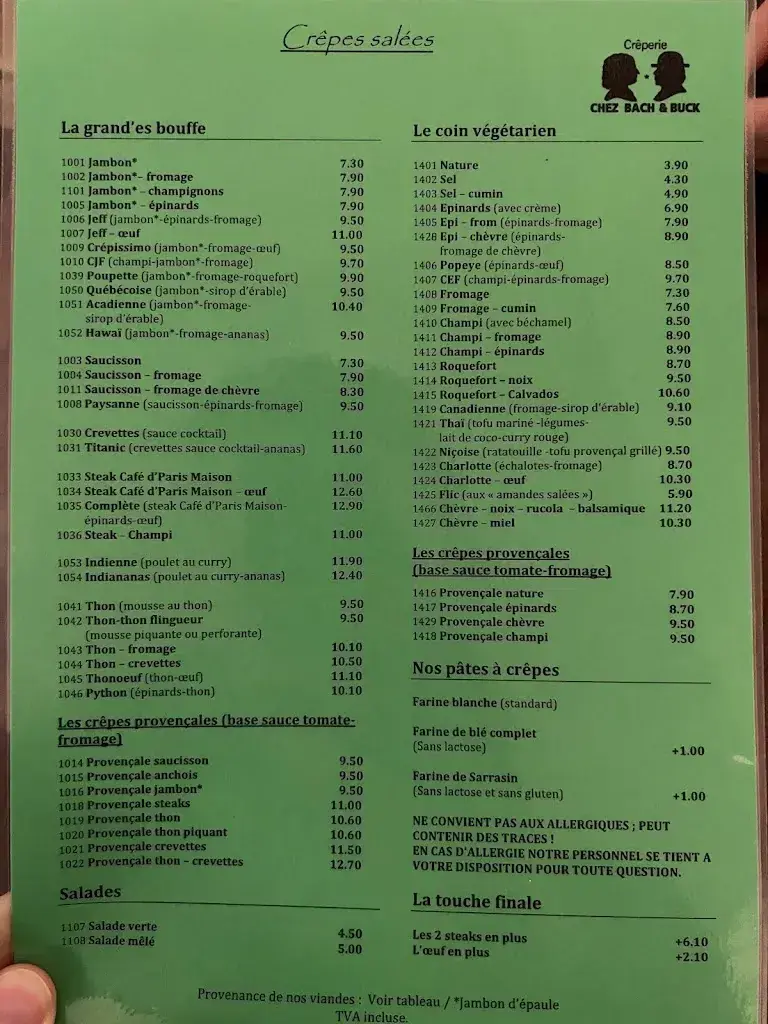 Crêpes salées
Crêperie
CHEZ BACH & BUCK
La grand'es bouffe
1001 Jambon* 7.30
1002 Jambon*- fromage 7.90
1101 Jambon* - champignons 7.90
1005 Jambon* - épinards 7.90
1006 Jeff (jambon*-épinards-fromage) 9.50
1007 Jeff - œuf 11.00
1009 Crépissimo (jambon*-fromage-œuf) 9.50
1010 CJF (champi-jambon*-fromage) 9.70
1039 Poupette (jambon*-fromage-roquefort) 9.90
1050 Québécoise (jambon*-sirop d'érable) 9.50
1051 Acadienne (jambon*-fromage- 10.40
sirop d'érable)
1052 Hawaï (jambon*-fromage-ananas) 9.50
1003 Saucisson 7.30
1004 Saucisson - fromage 7.90
1011 Saucisson - fromage de chèvre 8.30
1008 Paysanne (saucisson-épinards-fromage) 9.50
1030 Crevettes (sauce cocktail) 11.10
1031 Titanic (crevettes sauce cocktail-ananas) 11.60
1033 Steak Café d'Paris Maison 11.00
1034 Steak Café d'Paris Maison - œuf 12.60
1035 Complète (steak Café d'Paris Maison- 12.90
épinards-œuf)
1036 Steak - Champi 11.00
1053 Indienne (poulet au curry) 11.90
1054 Indiananas (poulet au curry-ananas) 12.40
1041 Thon (mousse au thon) 9.50
1042 Thon-thon flingueur 9.50
(mousse piquante ou perforante)
1043 Thon - fromage 10.10
1044 Thon - crevettes 10.50
1045 Thonoeuf (thon-œuf) 11.10
1046 Python (épinards-thon) 10.10
Les crêpes provençales (base sauce tomate-
fromage)
1014 Provençale saucisson 9.50
1015 Provençale anchois 9.50
1016 Provençale jambon* 9.50
1018 Provençale steaks 11.00
1019 Provençale thon 10.60
1020 Provençale thon piquant 10.60
1021 Provençale crevettes 11.50
1022 Provençale thon - crevettes 12.70
Salades
1107 Salade verte 4.50
1108 Salade mêlé 5.00
Le coin végétarien
1401 Nature 3.90
1402 Sel 4.30
1403 Sel - cumin 4.90
1404 Epinards (avec crème) 6.90
1405 Epi - from (épinards-fromage) 7.90
1428 Epi - chèvre (épinards- 8.90
fromage de chèvre)
1406 Popeye (épinards-œuf) 8.50
1407 CEF (champi-épinards-fromage) 9.70
1408 Fromage 7.30
1409 Fromage - cumin 7.60
1410 Champi (avec béchamel) 8.50
1411 Champi - fromage 8.90
1412 Champi - épinards 8.90
1413 Roquefort 8.70
1414 Roquefort - noix 9.50
1415 Roquefort - Calvados 10.60
1419 Canadienne (fromage-sirop d'érable) 9.10
1421 Thaï (tofu mariné -légumes- 9.50
lait de coco-curry rouge)
1422 Niçoise (ratatouille -tofu provençal grillé) 9.50
1423 Charlotte (échalotes-fromage) 8.70
1424 Charlotte - œuf 10.30
1425 Flic (aux « amandes salées ») 5.90
1466 Chèvre - noix - rucola - balsamique 11.20
1427 Chèvre - miel 10.30
Les crêpes provençales
(base sauce tomate-fromage)
1416 Provençale nature 7.90
1417 Provençale épinards 8.70
1429 Provençale chèvre 9.50
1418 Provençale champi 9.50
Nos pâtes à crêpes
Farine blanche (standard)
Farine de blé complet
(Sans lactose) +1.00
Farine de Sarrasin
(Sans lactose et sans gluten) +1.00
NE CONVIENT PAS AUX ALLERGIQUES ; PEUT
CONTENIR DES TRACES !
EN CAS D'ALLERGIE NOTRE PERSONNEL SE TIENT A
VOTRE DISPOSITION POUR TOUTE QUESTION.
La touche finale
Les 2 steaks en plus +6.10
L'œuf en plus +2.10
Provenance de nos viandes : Voir tableau / *Jambon d'épaule
TVA incluse.